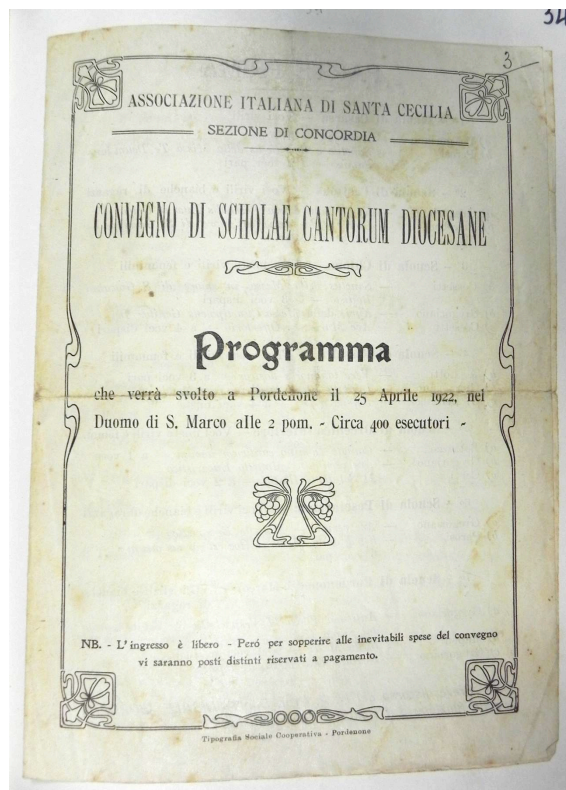 34
3
ASSOCIAZIONE ITALIANA DI SANTA CECILIA
SEZIONE DI CONCORDIA
CONVEGNO DI SCHOLAE CANTORUM DIOCESANE
Programma
che verrà svolto a Pordenone il 25 Aprile 1922, nel
Duomo di S. Marco alle 2 pom. - Circa 400 esecutori -
NB. - L'ingresso è libero - Peró per sopperire alle inevitabili spese del convegno
vi saranno posti distinti riservati a pagamento.
Tipografia Sociale Cooperativa - Pordenone